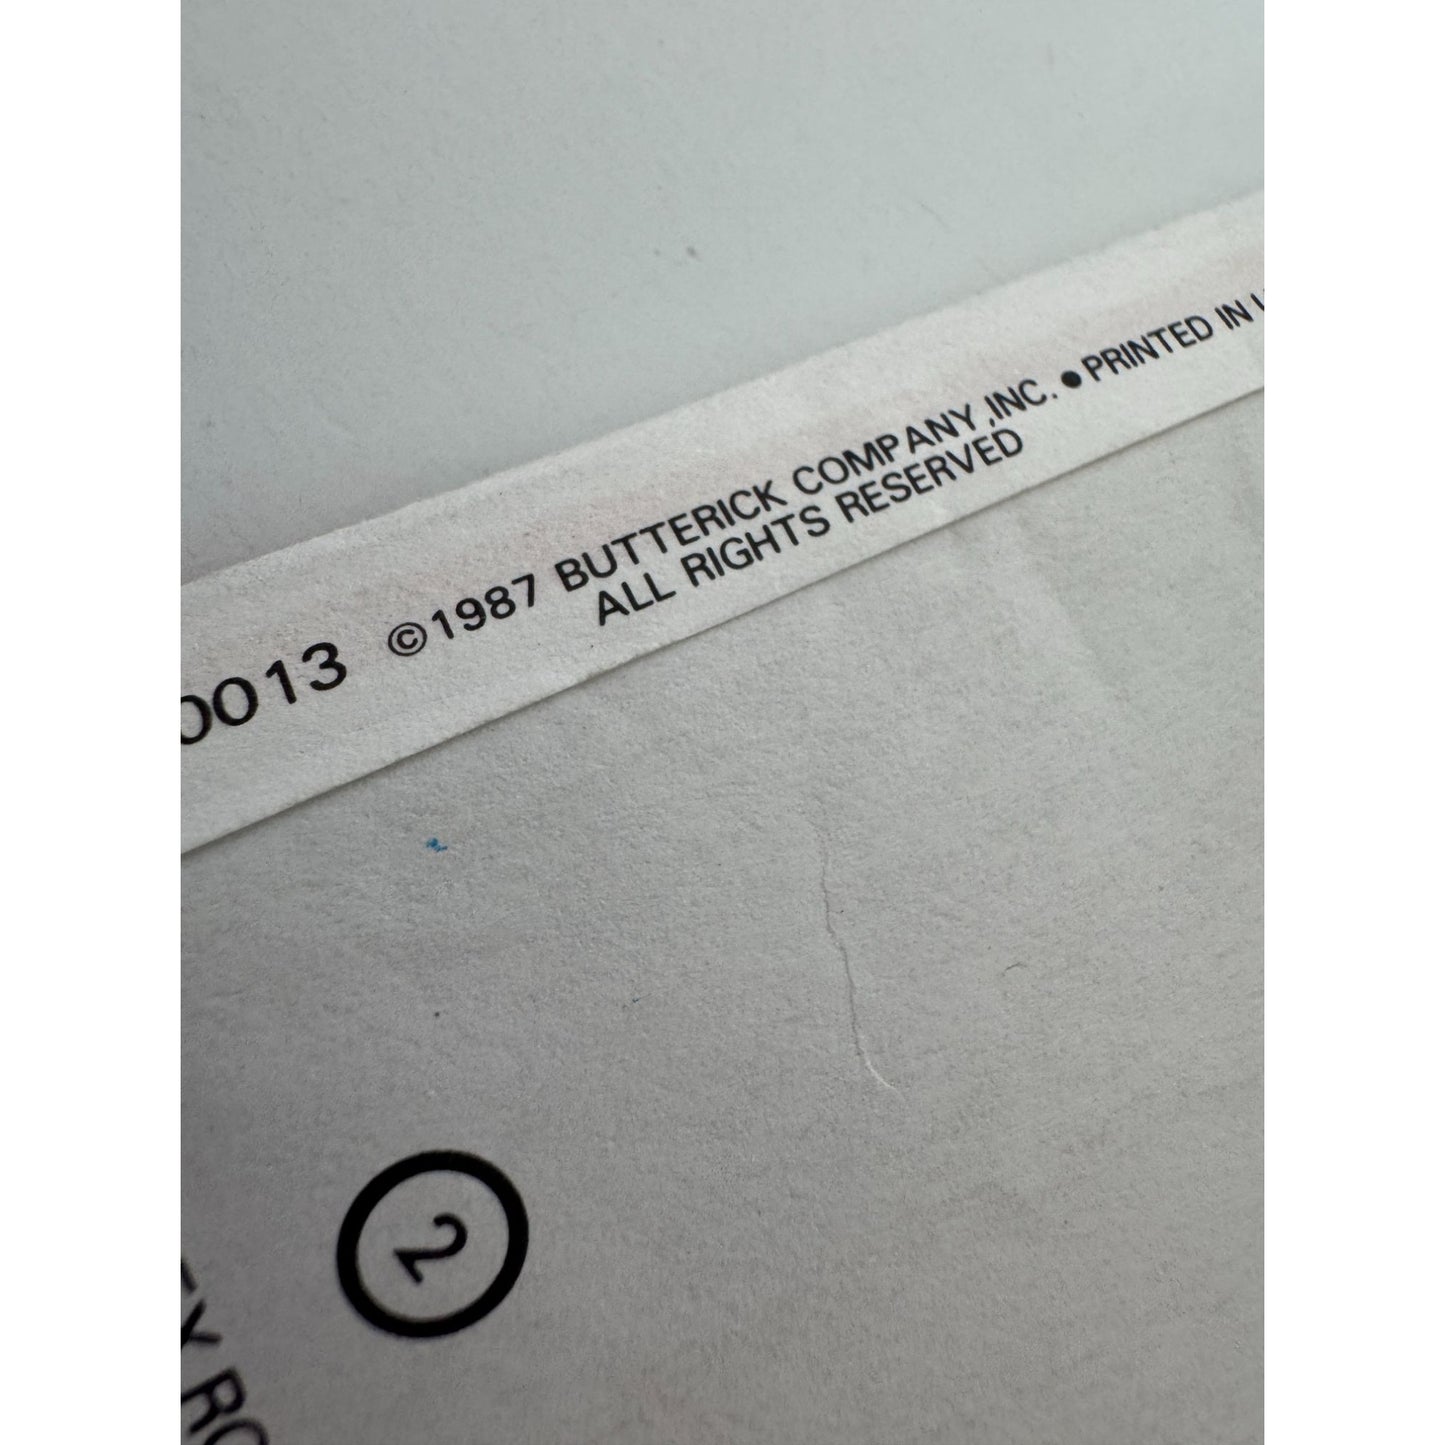 0013 ©1987 BUTTERICK COMPANY, INC. ● PRINTED IN
ALL RIGHTS RESERVED
2